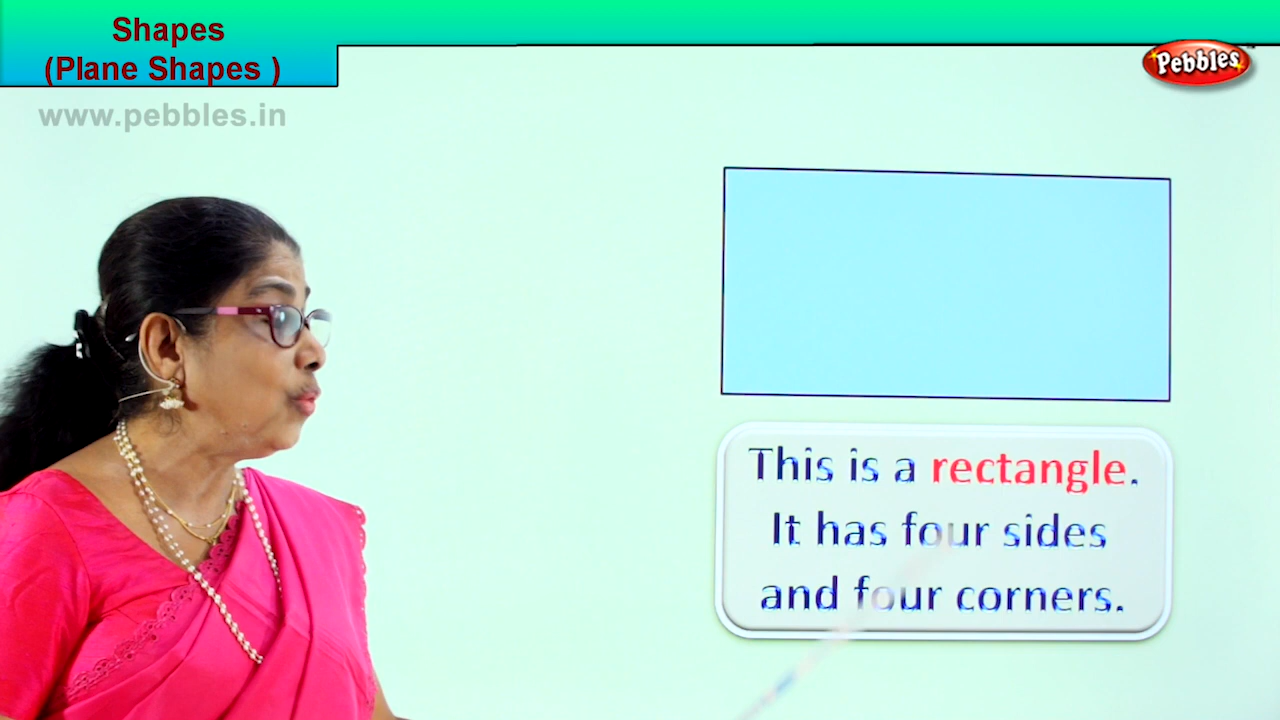 Shapes
(Plane Shapes )
www.pebbles.in
Pebbles
This is a rectangle.
It has four sides
and four corners.